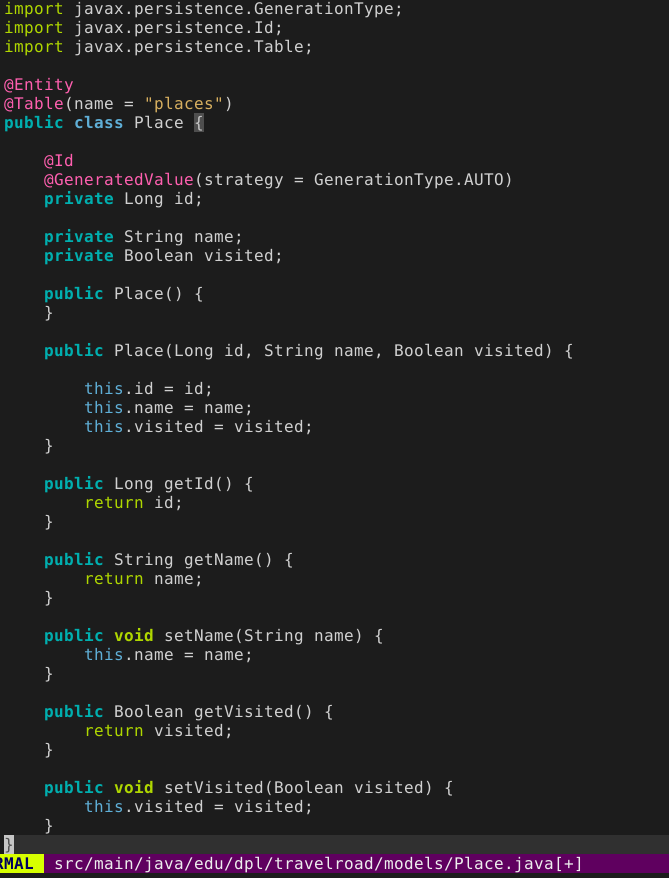 import javax.persistence.GenerationType;
import javax.persistence.Id;
import javax.persistence.Table;

@Entity
@Table(name = "places")
public class Place {

    @Id
    @GeneratedValue(strategy = GenerationType.AUTO)
    private Long id;

    private String name;
    private Boolean visited;

    public Place() {
    }

    public Place(Long id, String name, Boolean visited) {

        this.id = id;
        this.name = name;
        this.visited = visited;
    }

    public Long getId() {
        return id;
    }

    public String getName() {
        return name;
    }

    public void setName(String name) {
        this.name = name;
    }

    public Boolean getVisited() {
        return visited;
    }

    public void setVisited(Boolean visited) {
        this.visited = visited;
    }
}
RMAL  src/main/java/edu/dpl/travelroad/models/Place.java[+]